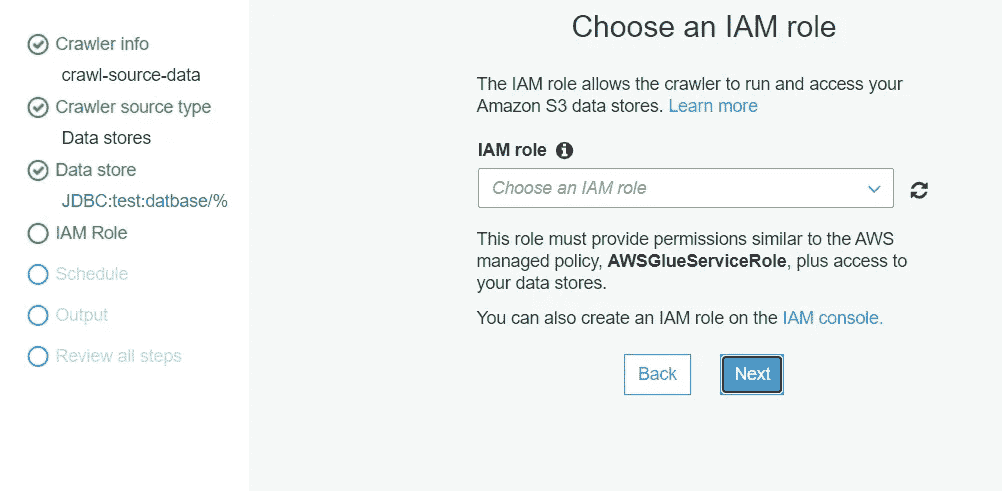 Crawler info
crawl-source-data
Crawler source type
Data stores
Data store
JDBC:test:datbase/%
IAM Role
Schedule
Output
Review all steps
Choose an IAM role
The IAM role allows the crawler to run and access your
Amazon S3 data stores. Learn more
IAM role
Choose an IAM role
This role must provide permissions similar to the AWS
managed policy, AWSGlueServiceRole, plus access to
your data stores.
You can also create an IAM role on the IAM console.
Back Next